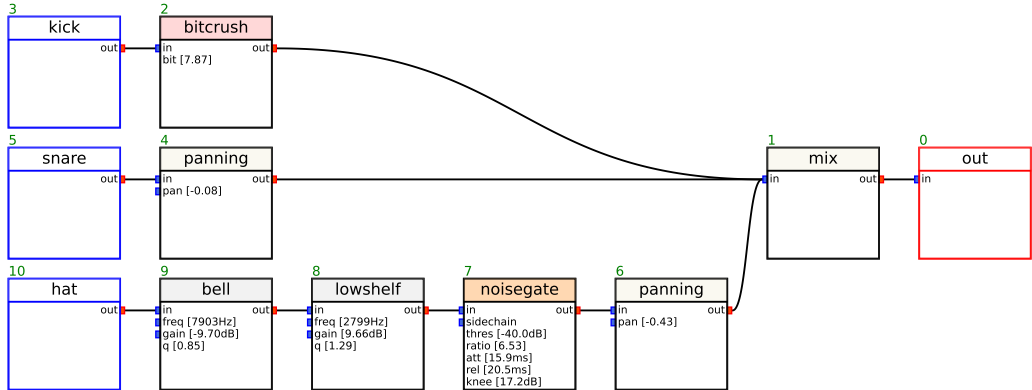 3
kick
out
2
bitcrush
in out
bit [7.87]
5
snare
out
4
panning
in out
pan [-0.08]
1
mix
in out
0
out
in
10
hat
out
9
bell
in out
freq [7903Hz]
gain [-9.70dB]
q [0.85]
8
lowshelf
in out
freq [2799Hz]
gain [9.66dB]
q [1.29]
7
noisegate
in out
sidechain
thres [-40.0dB]
ratio [6.53]
att [15.9ms]
rel [20.5ms]
knee [17.2dB]
6
panning
in out
pan [-0.43]